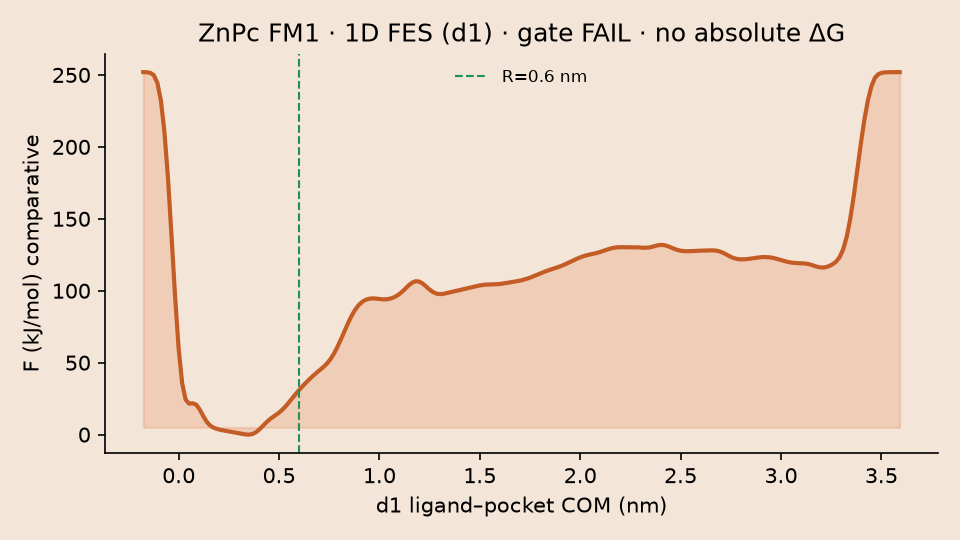 ZnPc FM1 · 1D FES (d1) · gate FAIL · no absolute ΔG
R=0.6 nm
F (kJ/mol) comparative
250
200
150
100
50
0
0.0 0.5 1.0 1.5 2.0 2.5 3.0 3.5
d1 ligand–pocket COM (nm)